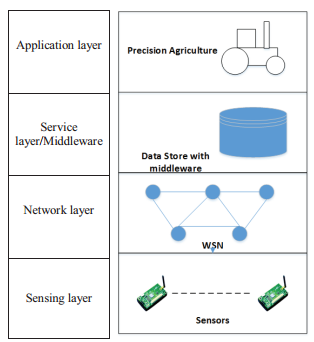 Application layer
Precision Agriculture
Service
layer/Middleware
Data Store with
middleware
Network layer
WSN
Sensing layer
Sensors